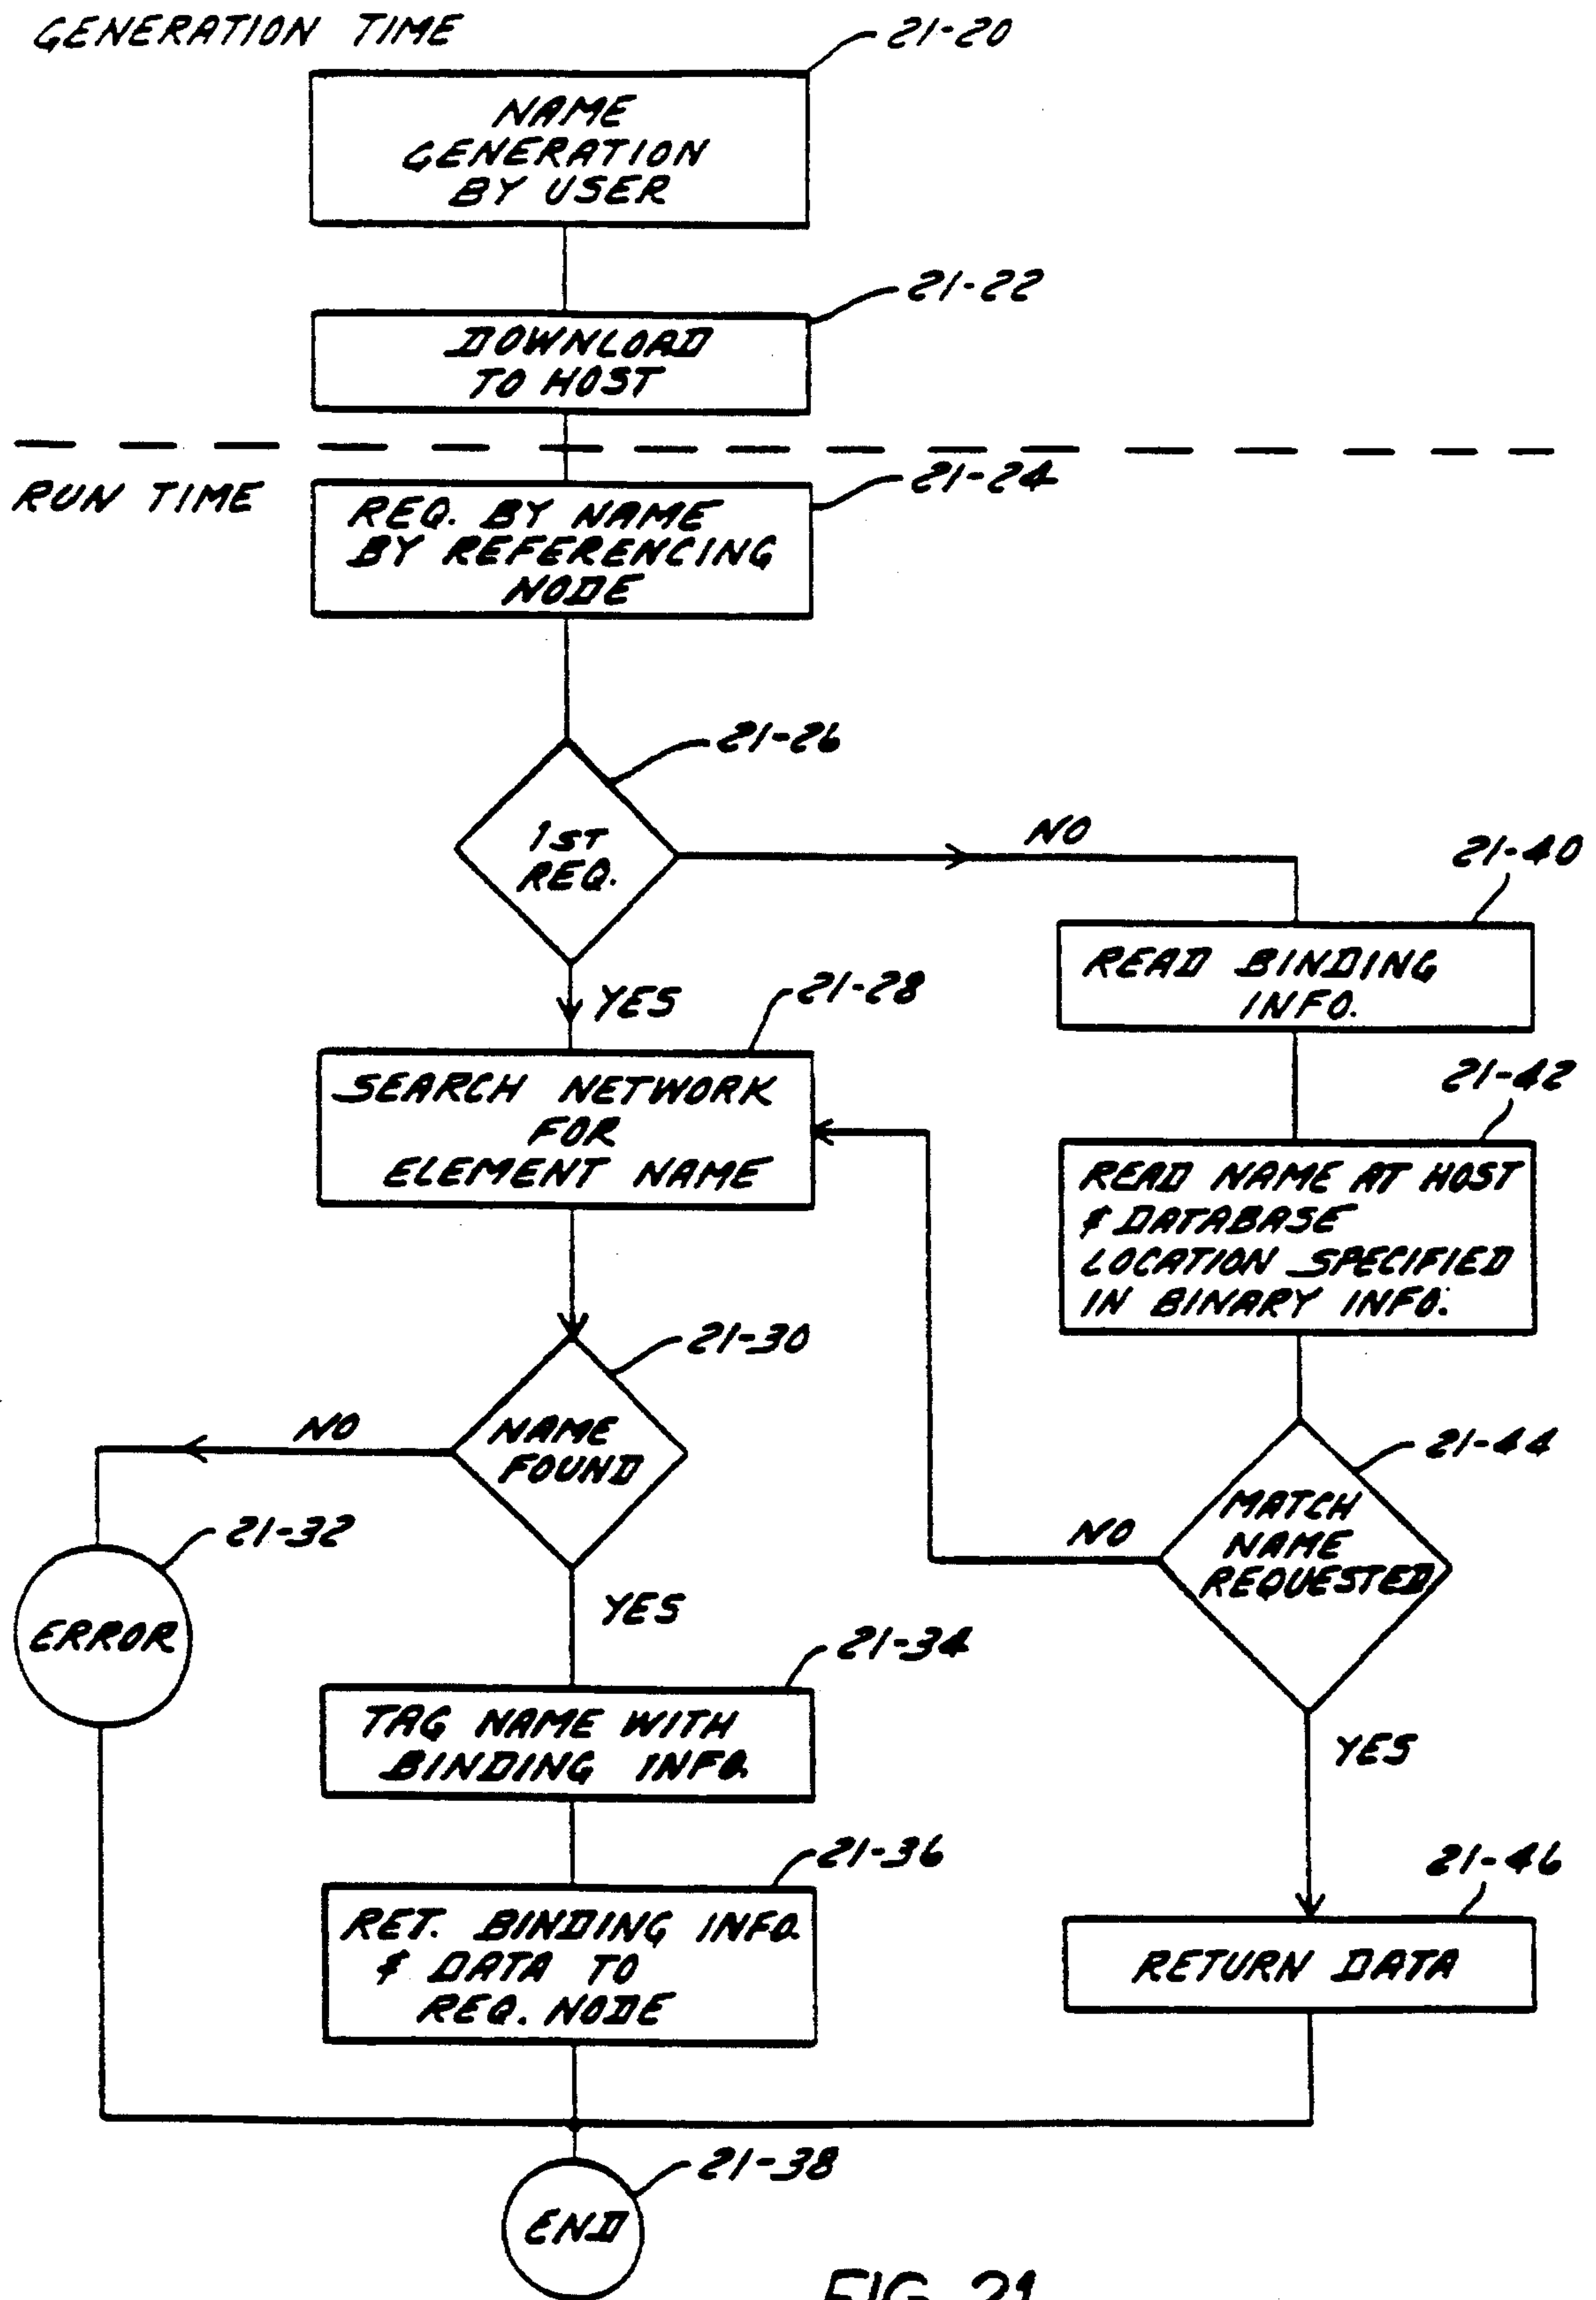 GENERATION TIME
21-20
NAME
GENERATION
BY USER
21-22
DOWNLOAD
TO HOST
RUN TIME
21-24
REQ. BY NAME
BY REFERENCING
NODE
21-26
1ST
REQ.
NO
21-40
READ BINDING
INFO.
YES
21-28
SEARCH NETWORK
FOR
ELEMENT NAME
21-42
READ NAME AT HOST
& DATABASE
LOCATION SPECIFIED
IN BINARY INFO.
21-30
NAME
FOUND
NO
21-32
ERROR
YES
21-44
MATCH
NAME
REQUESTED
NO
YES
21-34
TAG NAME WITH
BINDING INFO.
21-36
RET. BINDING INFO.
& DATA TO
REQ. NODE
21-46
RETURN DATA
21-38
END
FIG. 21